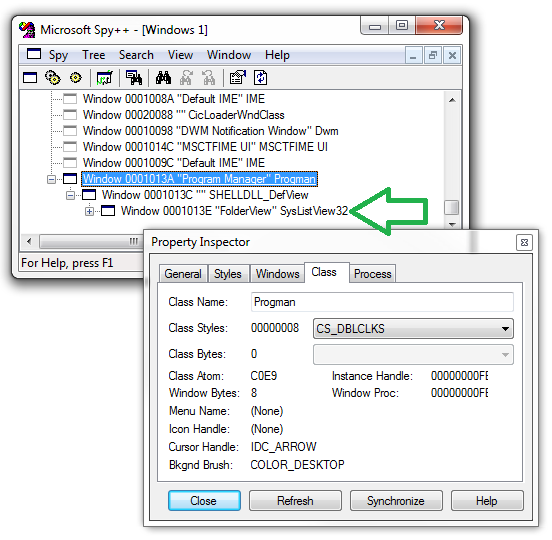 Microsoft Spy++ - [Windows 1]
Spy Tree Search View Window Help
Window 0001008A "Default IME" IME
Window 00020088 "" CicLoaderWndClass
Window 00010098 "DWM Notification Window" Dwm
Window 0001014C "MSCTFIME UI" MSCTFIME UI
Window 0001009C "Default IME" IME
Window 0001013A "Program Manager" Progman
Window 0001013C "" SHELLDLL_DefView
Window 0001013E "FolderView" SysListView32
For Help, press F1
Property Inspector
General Styles Windows Class Process
Class Name: Progman
Class Styles: 00000008 CS_DBLCLKS
Class Bytes: 0
Class Atom: C0E9 Instance Handle: 00000000FE
Window Bytes: 8 Window Proc: 00000000FE
Menu Name: (None)
Icon Handle: (None)
Cursor Handle: IDC_ARROW
Bkgnd Brush: COLOR_DESKTOP
Close Refresh Synchronize Help